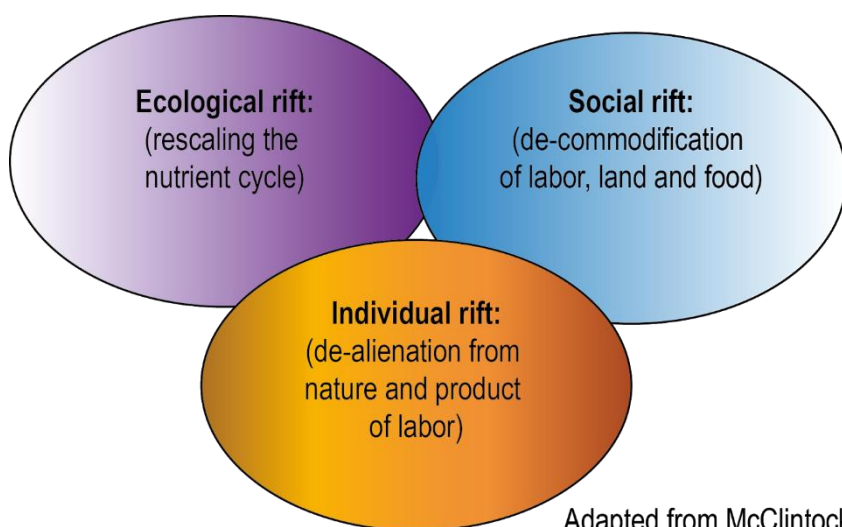 Ecological rift:
(rescaling the
nutrient cycle)
Social rift:
(de-commodification
of labor, land and food)
Individual rift:
(de-alienation from
nature and product
of labor)
Adapted from McClintock